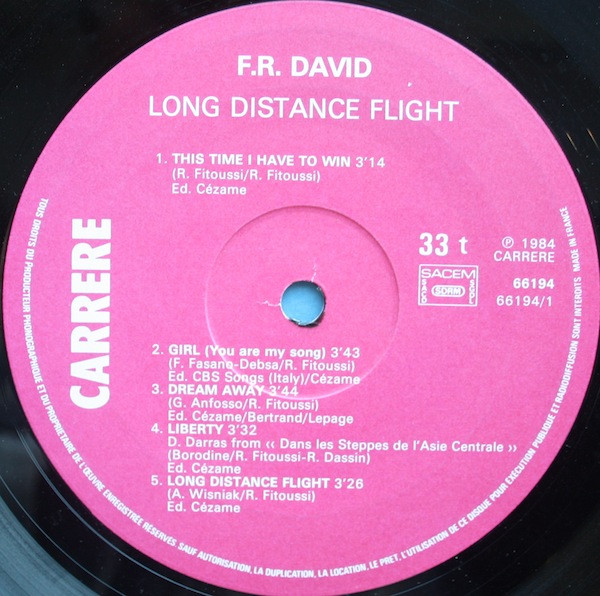 F.R. DAVID
LONG DISTANCE FLIGHT
1. THIS TIME I HAVE TO WIN 3'14
(R. Fitoussi/R. Fitoussi)
Ed. Cézame
CARRERE
33 t
℗ 1984
CARRERE
SACEM
SACD
SDRM
SGDL
66194
66194/1
2. GIRL (You are my song) 3'43
(F. Fasano-Debsa/R. Fitoussi)
Ed. CBS Songs (Italy)/Cézame
3. DREAM AWAY 3'44
(G. Anfosso/R. Fitoussi)
Ed. Cézame/Bertrand/Lepage
4. LIBERTY 3'32
D. Darras from « Dans les Steppes de l'Asie Centrale »
(Borodine/R. Fitoussi-R. Dassin)
Ed. Cézame
5. LONG DISTANCE FLIGHT 3'26
(A. Wisniak/R. Fitoussi)
Ed. Cézame
TOUS DROITS DU PRODUCTEUR PHONOGRAPHIQUE ET DU PROPRIETAIRE DE L'ŒUVRE ENREGISTRÉE RÉSERVÉS. SAUF AUTORISATION, LA DUPLICATION, LA LOCATION, LE PRET, L'UTILISATION DE CE DISQUE POUR EXÉCUTION PUBLIQUE ET RADIODIFFUSION SONT INTERDITS. MADE IN FRANCE